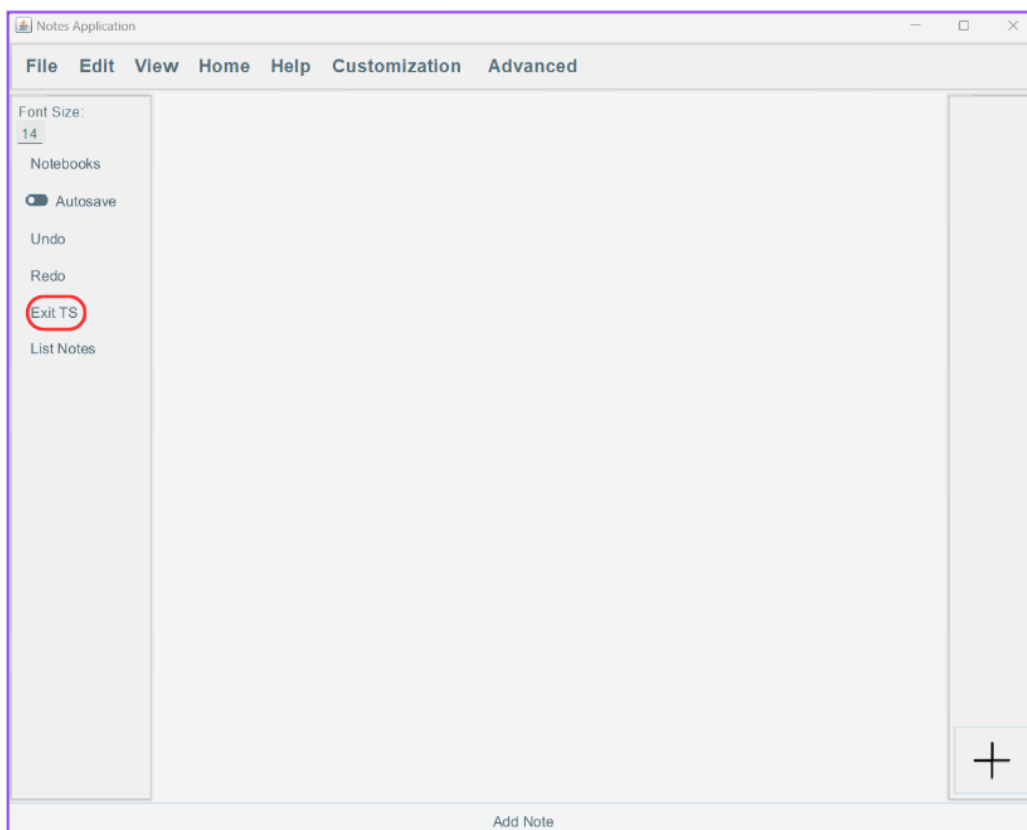 Notes Application
File Edit View Home Help Customization Advanced
Font Size:
14
Notebooks
Autosave
Undo
Redo
Exit TS
List Notes
Add Note